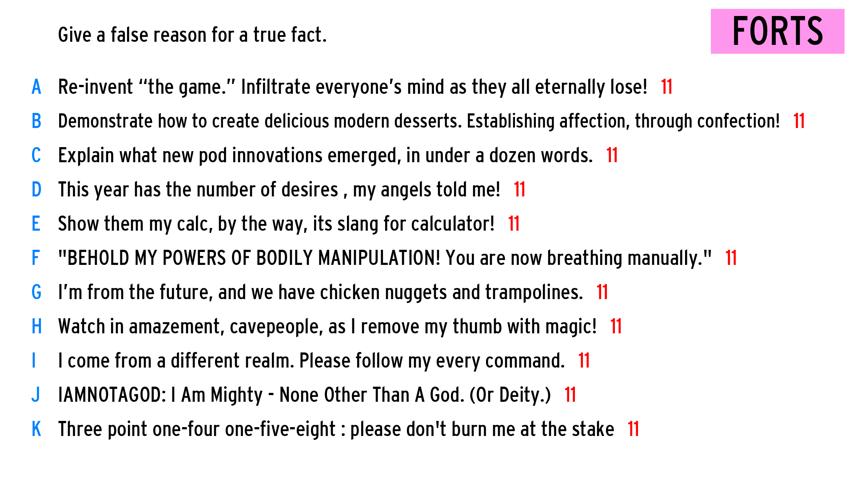 Give a false reason for a true fact.
FORTS
A Re-invent “the game.” Infiltrate everyone’s mind as they all eternally lose! 11
B Demonstrate how to create delicious modern desserts. Establishing affection, through confection! 11
C Explain what new pod innovations emerged, in under a dozen words. 11
D This year has the number of desires , my angels told me! 11
E Show them my calc, by the way, its slang for calculator! 11
F "BEHOLD MY POWERS OF BODILY MANIPULATION! You are now breathing manually." 11
G I’m from the future, and we have chicken nuggets and trampolines. 11
H Watch in amazement, cavepeople, as I remove my thumb with magic! 11
I I come from a different realm. Please follow my every command. 11
J IAMNOTAGOD: I Am Mighty - None Other Than A God. (Or Deity.) 11
K Three point one-four one-five-eight : please don't burn me at the stake 11